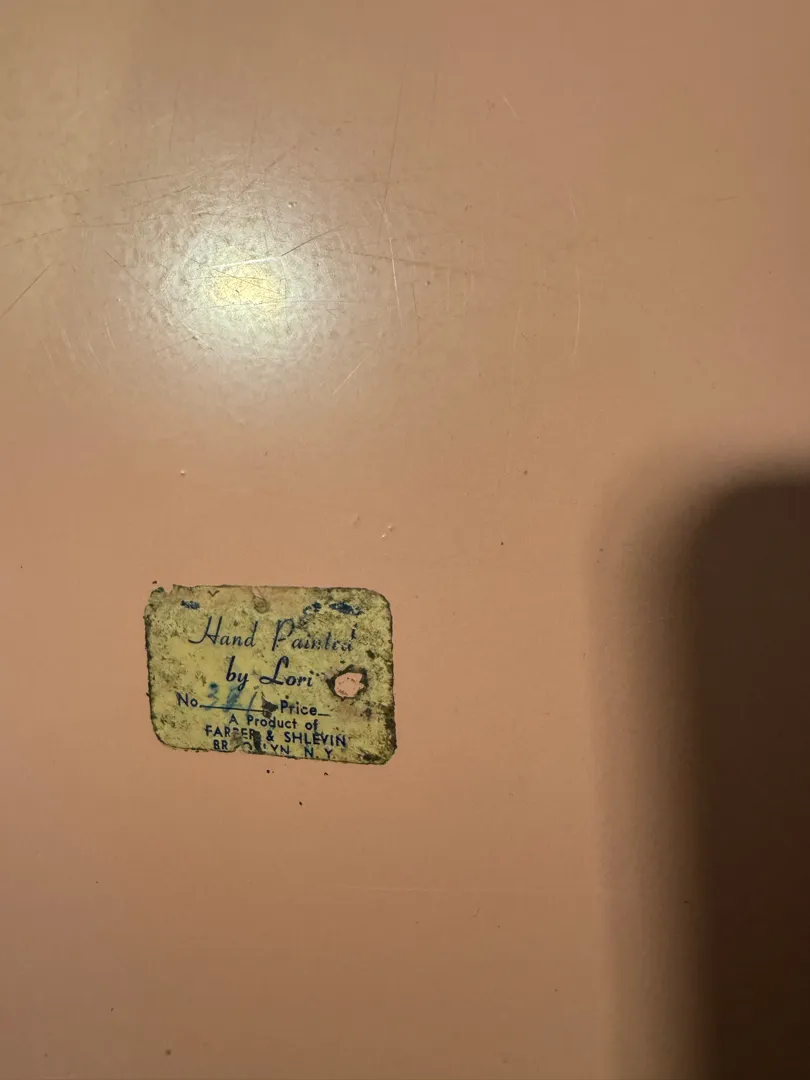 Hand Painted
by Lori
No. Price
A Product of
FARBER & SHLEVIN
BROOKLYN N. Y.